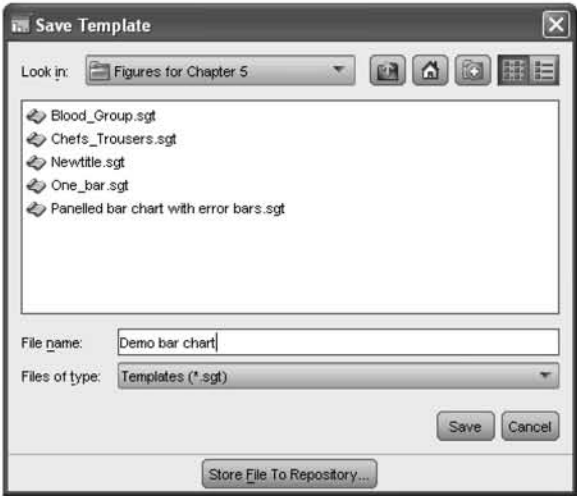 Save Template
Look in: Figures for Chapter 5
Blood_Group.sgt
Chefs_Trousers.sgt
Newtitle.sgt
One_bar.sgt
Panelled bar chart with error bars.sgt
File name: Demo bar chart
Files of type: Templates (*.sgt)
Save Cancel
Store File To Repository...